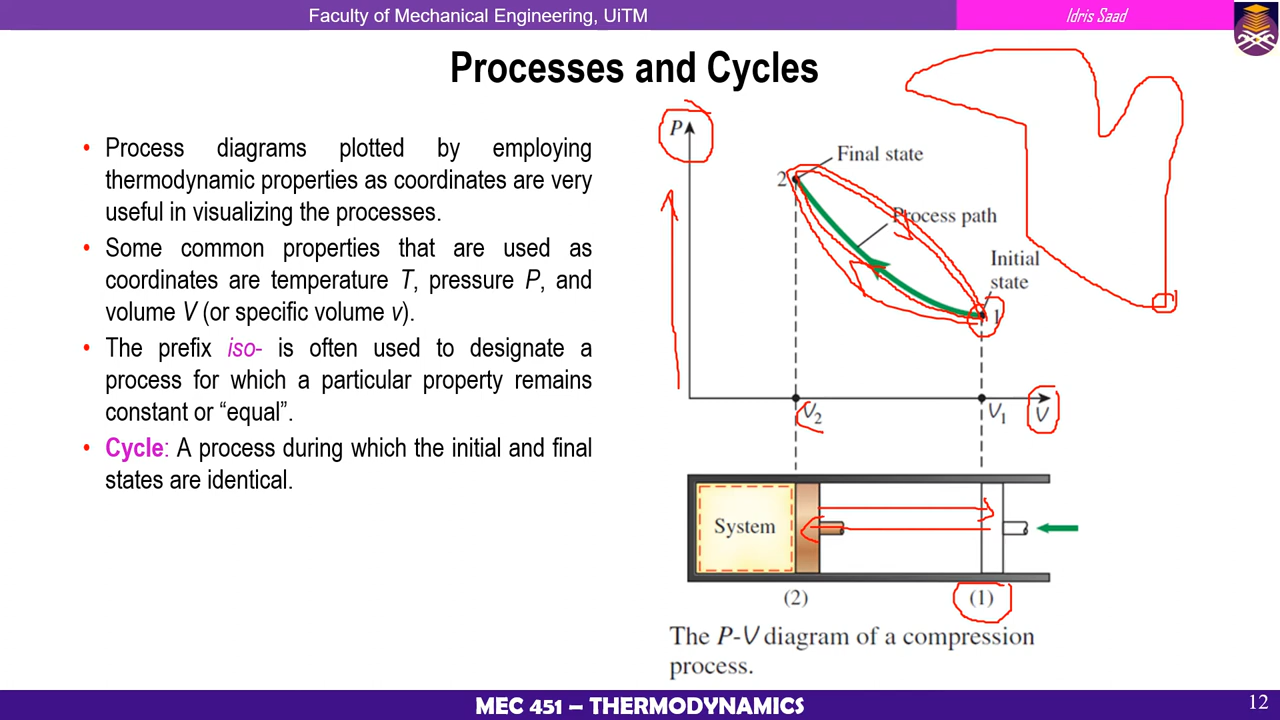 Faculty of Mechanical Engineering, UiTM
Idris Saad
Processes and Cycles
• Process diagrams plotted by employing
thermodynamic properties as coordinates are very
useful in visualizing the processes.
• Some common properties that are used as
coordinates are temperature T, pressure P, and
volume V (or specific volume v).
• The prefix iso- is often used to designate a
process for which a particular property remains
constant or “equal”.
• Cycle: A process during which the initial and final
states are identical.
P
Final state
2
Process path
Initial
state
1
V2
V1
V
System
(2)
(1)
The P-V diagram of a compression
process.
MEC 451 – THERMODYNAMICS
12